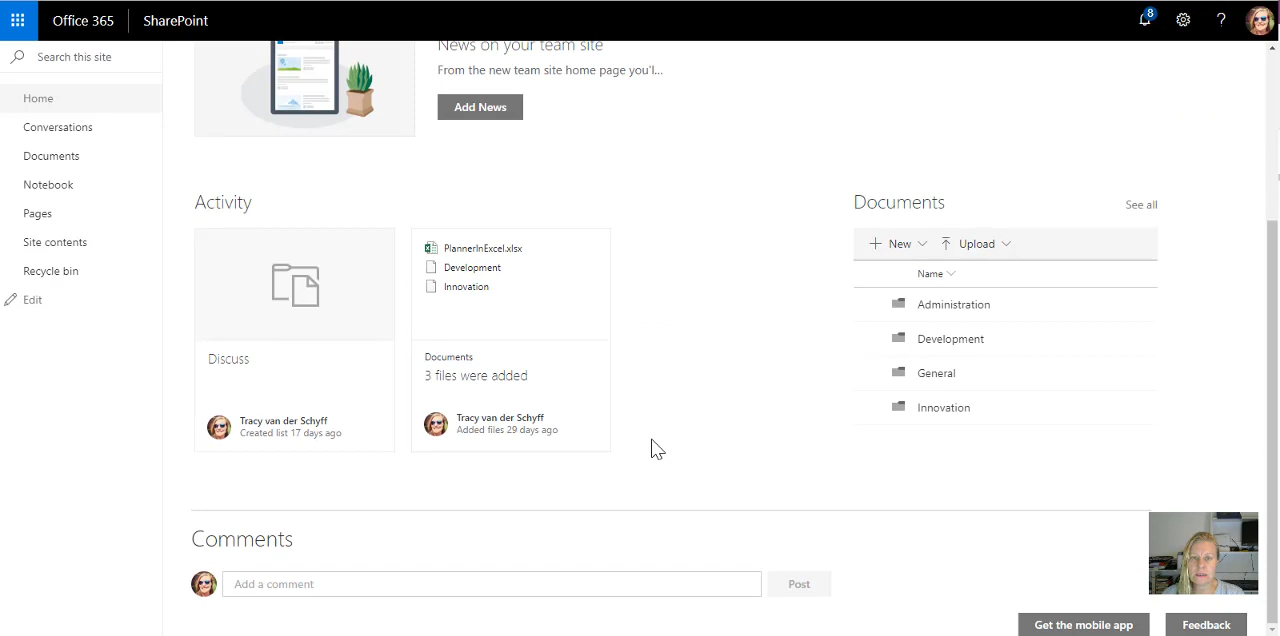 Office 365
SharePoint
8
?
Search this site
Home
Conversations
Documents
Notebook
Pages
Site contents
Recycle bin
Edit
News on your team site
From the new team site home page you'l...
Add News
Activity
Discuss
Tracy van der Schyff
Created list 17 days ago
PlannerInExcel.xlsx
Development
Innovation
Documents
3 files were added
Tracy van der Schyff
Added files 29 days ago
Documents
See all
New
Upload
Name
Administration
Development
General
Innovation
Comments
Add a comment
Post
Get the mobile app
Feedback